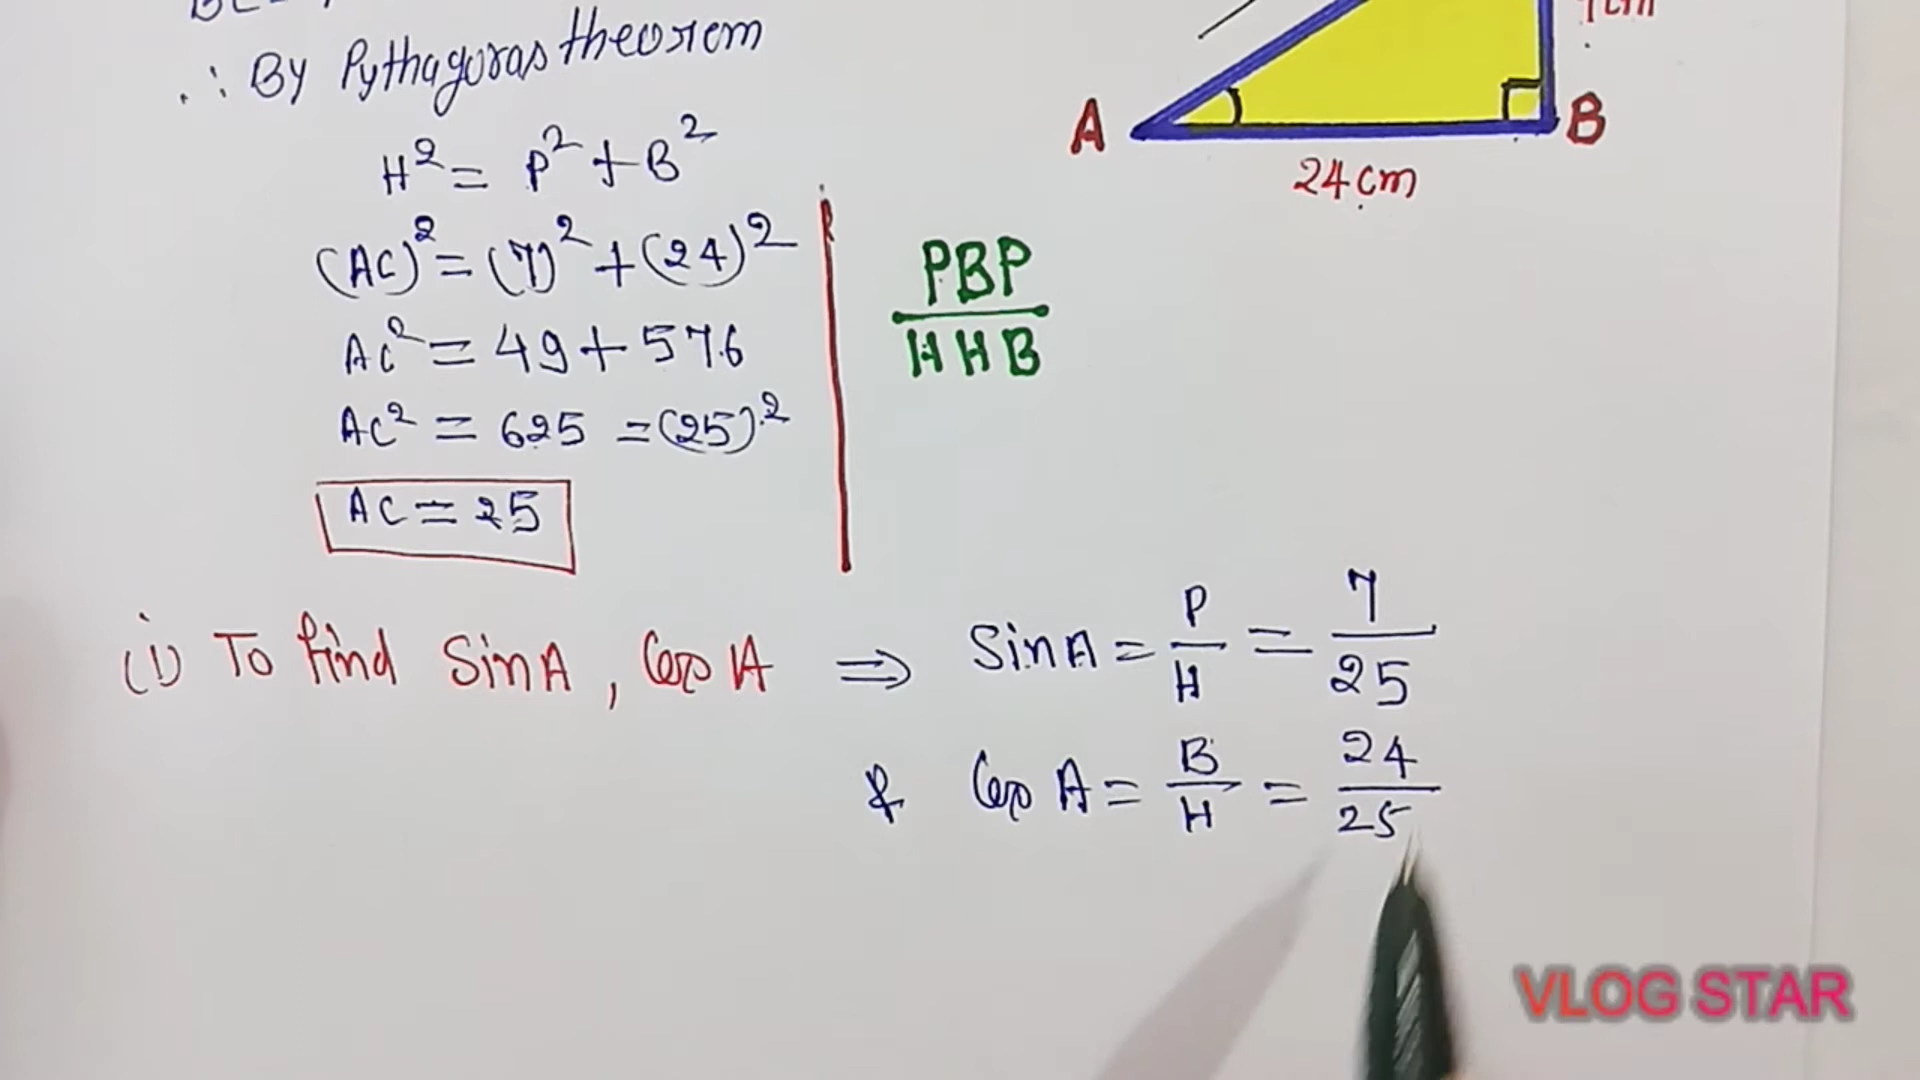 ∴ By Pythagoras theorem
H² = P² + B²
(AC)² = (7)² + (24)²
AC² = 49 + 576
AC² = 625 = (25)²
AC = 25
A
B
24 cm
PBP
HHB
(i) To find Sin A, Cos A ⇒ Sin A = P/H = 7/25
& Cos A = B/H = 24/25
VLOG STAR